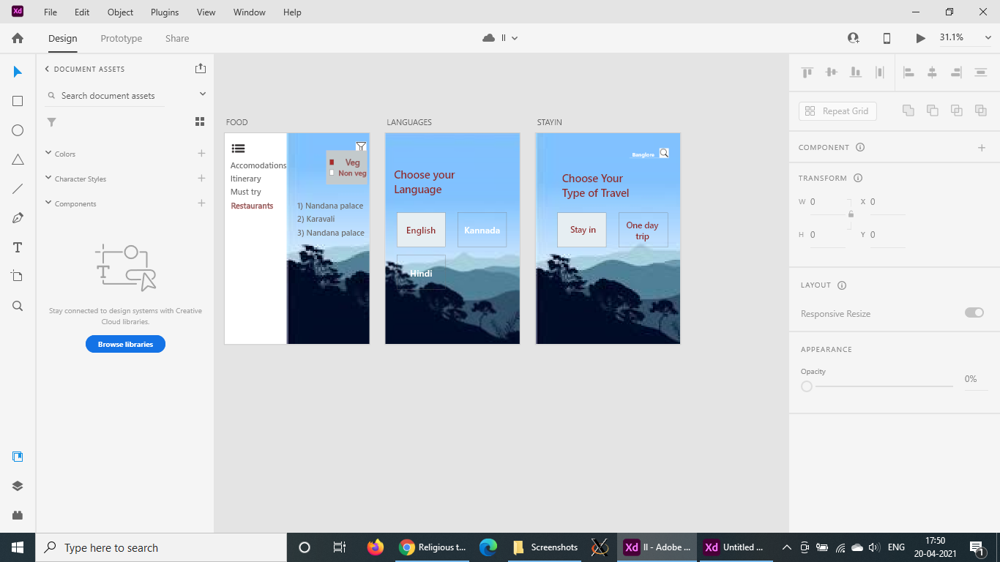 Xd File Edit Object Plugins View Window Help
Design Prototype Share
II
31.1%
DOCUMENT ASSETS
Search document assets
Colors
Character Styles
Components
Stay connected to design systems with Creative
Cloud libraries.
Browse libraries
FOOD
Accomodations
Itinerary
Must try
Restaurants
Veg
Non veg
1) Nandana palace
2) Karavali
3) Nandana palace
LANGUAGES
Choose your
Language
English
Kannada
Hindi
STAYIN
Banglore
Choose Your
Type of Travel
Stay in
One day
trip
Repeat Grid
COMPONENT
TRANSFORM
W 0 X 0
H 0 Y 0
LAYOUT
Responsive Resize
APPEARANCE
Opacity
0%
Type here to search
Religious t...
Screenshots
Xd II - Adobe ...
Xd Untitled ...
ENG
17:50
20-04-2021
1